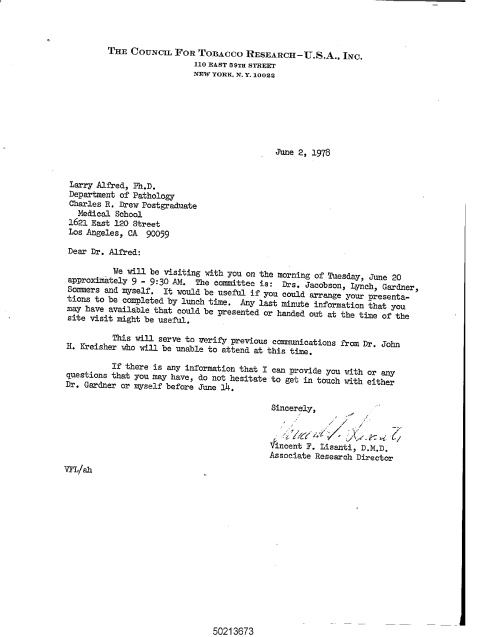 THE COUNCIL FOR TOBACCO RESEARCH-U.S.A., INC.
110 EAST 59TH STREET
NEW YORK, N. Y. 10022
June 2, 1978
Larry Alfred, Ph.D.
Department of Pathology
Charles R. Drew Postgraduate
Medical School
1621 East 120 Street
Los Angeles, CA 90059
Dear Dr. Alfred:
We will be visiting with you on the morning of Tuesday, June 20
approximately 9 - 9:30 AM. The committee is: Drs. Jacobson, Lynch, Gardner,
Sommers and myself. It would be useful if you could arrange your presenta-
tions to be completed by lunch time. Any last minute information that you
may have available that could be presented or handed out at the time of the
site visit might be useful.
This will serve to verify previous communications from Dr. John
H. Kreisher who will be unable to attend at this time.
If there is any information that I can provide you with or any
questions that you may have, do not hesitate to get in touch with either
Dr. Gardner or myself before June 14.
Sincerely,
Vincent F. Lisanti
Vincent F. Lisanti, D.M.D.
Associate Research Director
VFL/ah
50213673